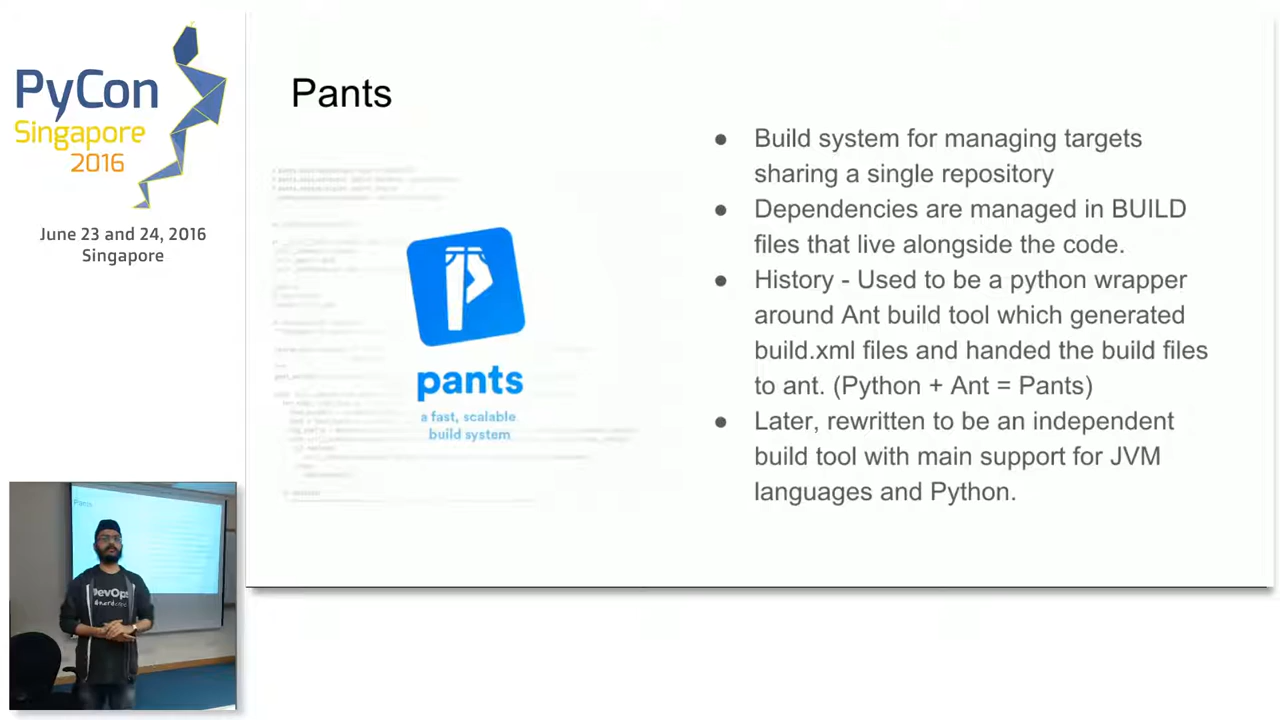 PyCon
Singapore
2016
June 23 and 24, 2016
Singapore
Pants
pants
a fast, scalable
build system
● Build system for managing targets
sharing a single repository
● Dependencies are managed in BUILD
files that live alongside the code.
● History - Used to be a python wrapper
around Ant build tool which generated
build.xml files and handed the build files
to ant. (Python + Ant = Pants)
● Later, rewritten to be an independent
build tool with main support for JVM
languages and Python.
Pants
DevOps